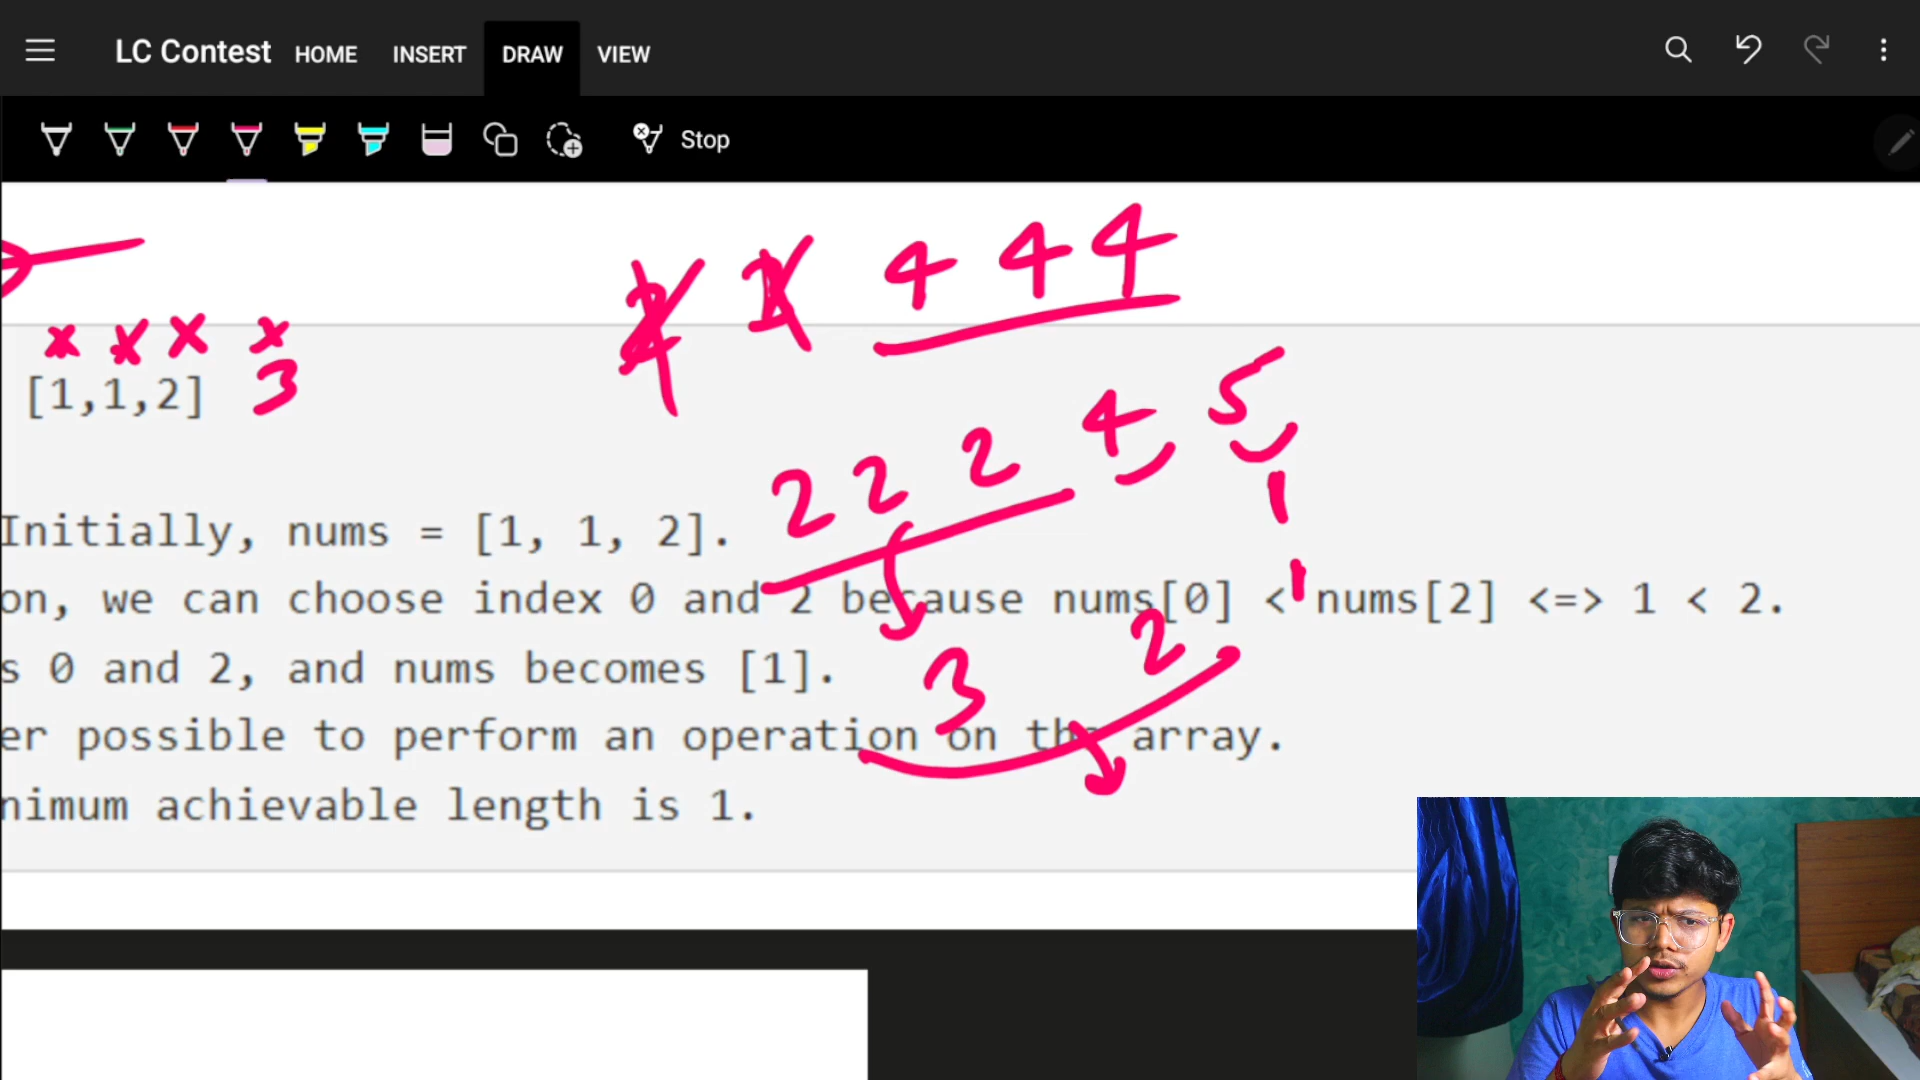 LC Contest HOME INSERT DRAW VIEW
Stop
4 4 4
[1,1,2] 3
2 2 2 4 5
1
Initially, nums = [1, 1, 2].
1
on, we can choose index 0 and 2 because nums[0] < nums[2] <=> 1 < 2.
3 2
s 0 and 2, and nums becomes [1].
er possible to perform an operation on the array.
nimum achievable length is 1.